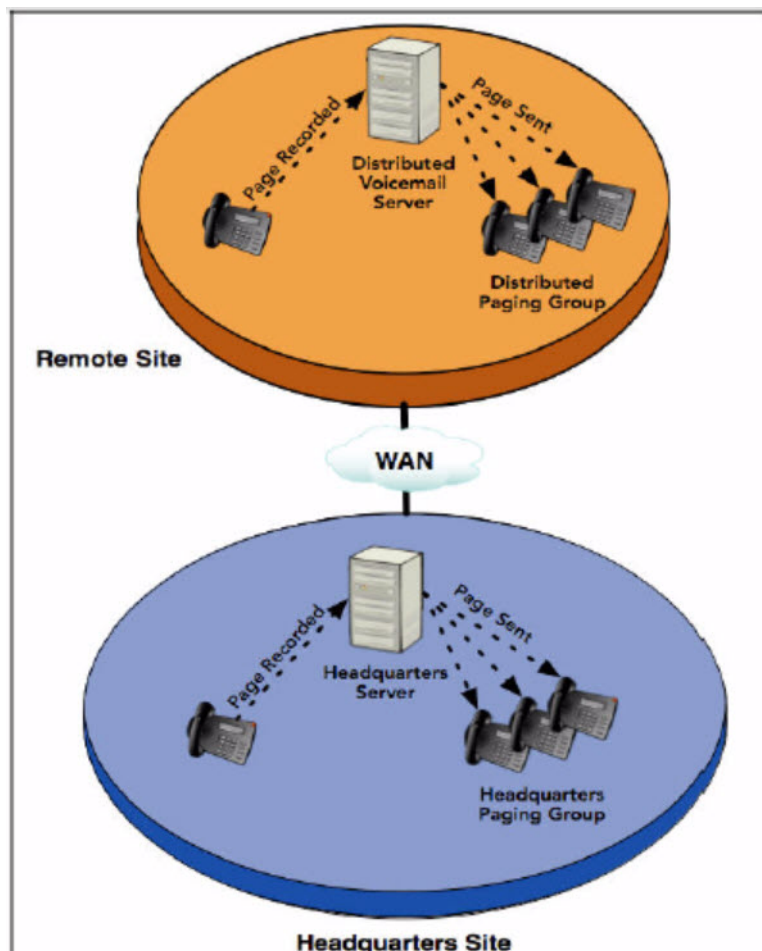 Page Recorded
Page Sent
Distributed
Voicemail
Server
Distributed
Paging Group
Remote Site
WAN
Page Recorded
Page Sent
Headquarters
Server
Headquarters
Paging Group
Headquarters Site